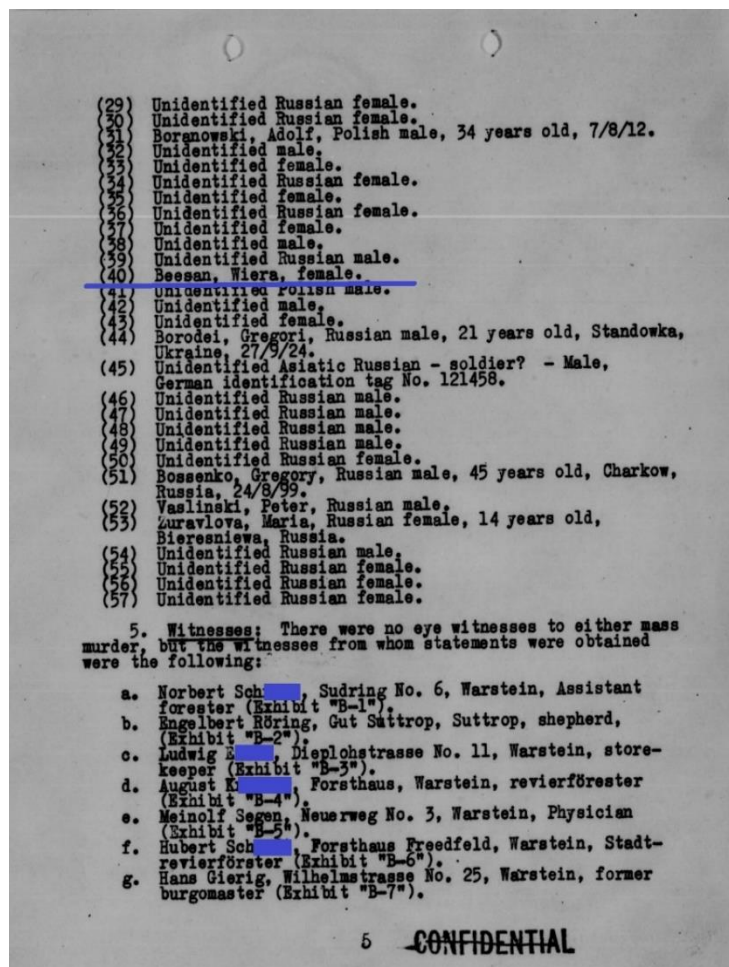 (29) Unidentified Russian female.
(30) Unidentified Russian female.
(31) Boranowski, Adolf, Polish male, 34 years old, 7/8/12.
(32) Unidentified male.
(33) Unidentified female.
(34) Unidentified Russian female.
(35) Unidentified female.
(36) Unidentified Russian female.
(37) Unidentified female.
(38) Unidentified male.
(39) Unidentified Russian male.
(40) Beesan, Wiera, female.
(41) Unidentified Polish male.
(42) Unidentified male.
(43) Unidentified female.
(44) Borodei, Gregori, Russian male, 21 years old, Standowka,
Ukraine, 27/9/24.
(45) Unidentified Asiatic Russian - soldier? - Male,
German identification tag No. 121458.
(46) Unidentified Russian male.
(47) Unidentified Russian male.
(48) Unidentified Russian male.
(49) Unidentified Russian male.
(50) Unidentified Russian female.
(51) Bossenko, Gregory, Russian male, 45 years old, Charkow,
Russia, 24/8/99.
(52) Vaslinski, Peter, Russian male.
(53) Zuravlova, Maria, Russian female, 14 years old,
Bieresniewa, Russia.
(54) Unidentified Russian male.
(55) Unidentified Russian female.
(56) Unidentified Russian female.
(57) Unidentified Russian female.
5. Witnesses: There were no eye witnesses to either mass
murder, but the witnesses from whom statements were obtained
were the following:
a. Norbert Sch , Sudring No. 6, Warstein, Assistant
forester (Exhibit "B-1").
b. Engelbert Röring, Gut Suttrop, Suttrop, shepherd,
(Exhibit "B-2").
c. Ludwig , Dieplohstrasse No. 11, Warstein, store-
keeper (Exhibit "B-3").
d. August , Forsthaus, Warstein, revierförester
(Exhibit "B-4").
e. Meinolf Segen, Neuerweg No. 3, Warstein, Physician
(Exhibit "B-5").
f. Hubert Sch , Forsthaus Freedfeld, Warstein, Stadt-
revierförster (Exhibit "B-6").
g. Hans Gierig, Wilhelmstrasse No. 25, Warstein, former
burgomaster (Exhibit "B-7").
5 CONFIDENTIAL